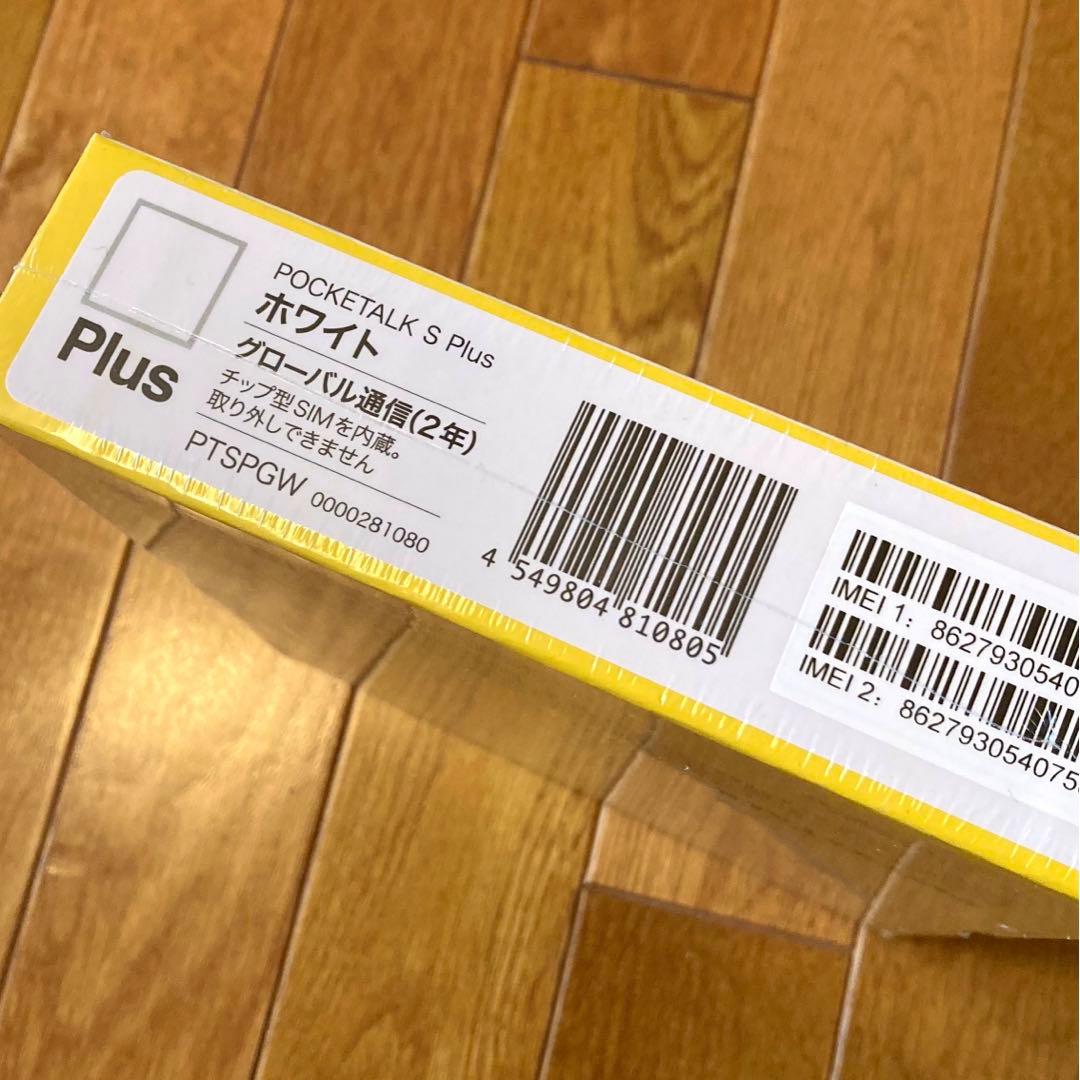 Plus
POCKETALK S Plus
ホワイト
グローバル通信(2年)
チップ型SIMを内蔵。
取り外しできません
PTSPGW 0000281080
4 549804 810805
IMEI 1: 8627930540
IMEI 2: 862793054075